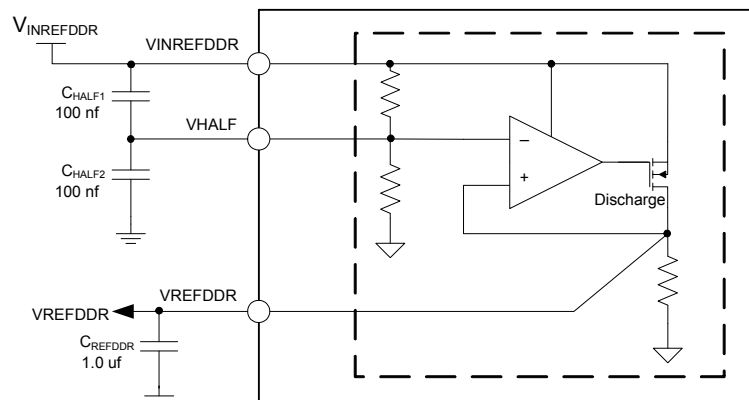 VINREFDDR
VINREFDDR
CHALF1
100 nf
VHALF
CHALF2
100 nf
−
+
Discharge
VREFDDR
VREFDDR
CREFDDR
1.0 uf